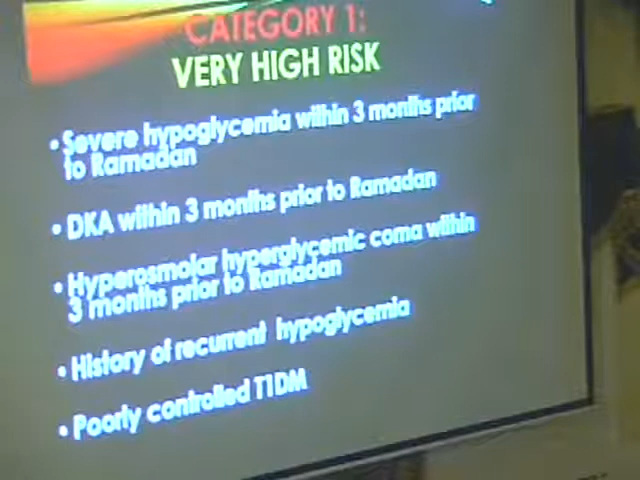 CATEGORY 1:
VERY HIGH RISK
• Severe hypoglycemia within 3 months prior
to Ramadan
• DKA within 3 months prior to Ramadan
• Hyperosmolar hyperglycemic coma within
3 months prior to Ramadan
• History of recurrent hypoglycemia
• Poorly controlled T1DM